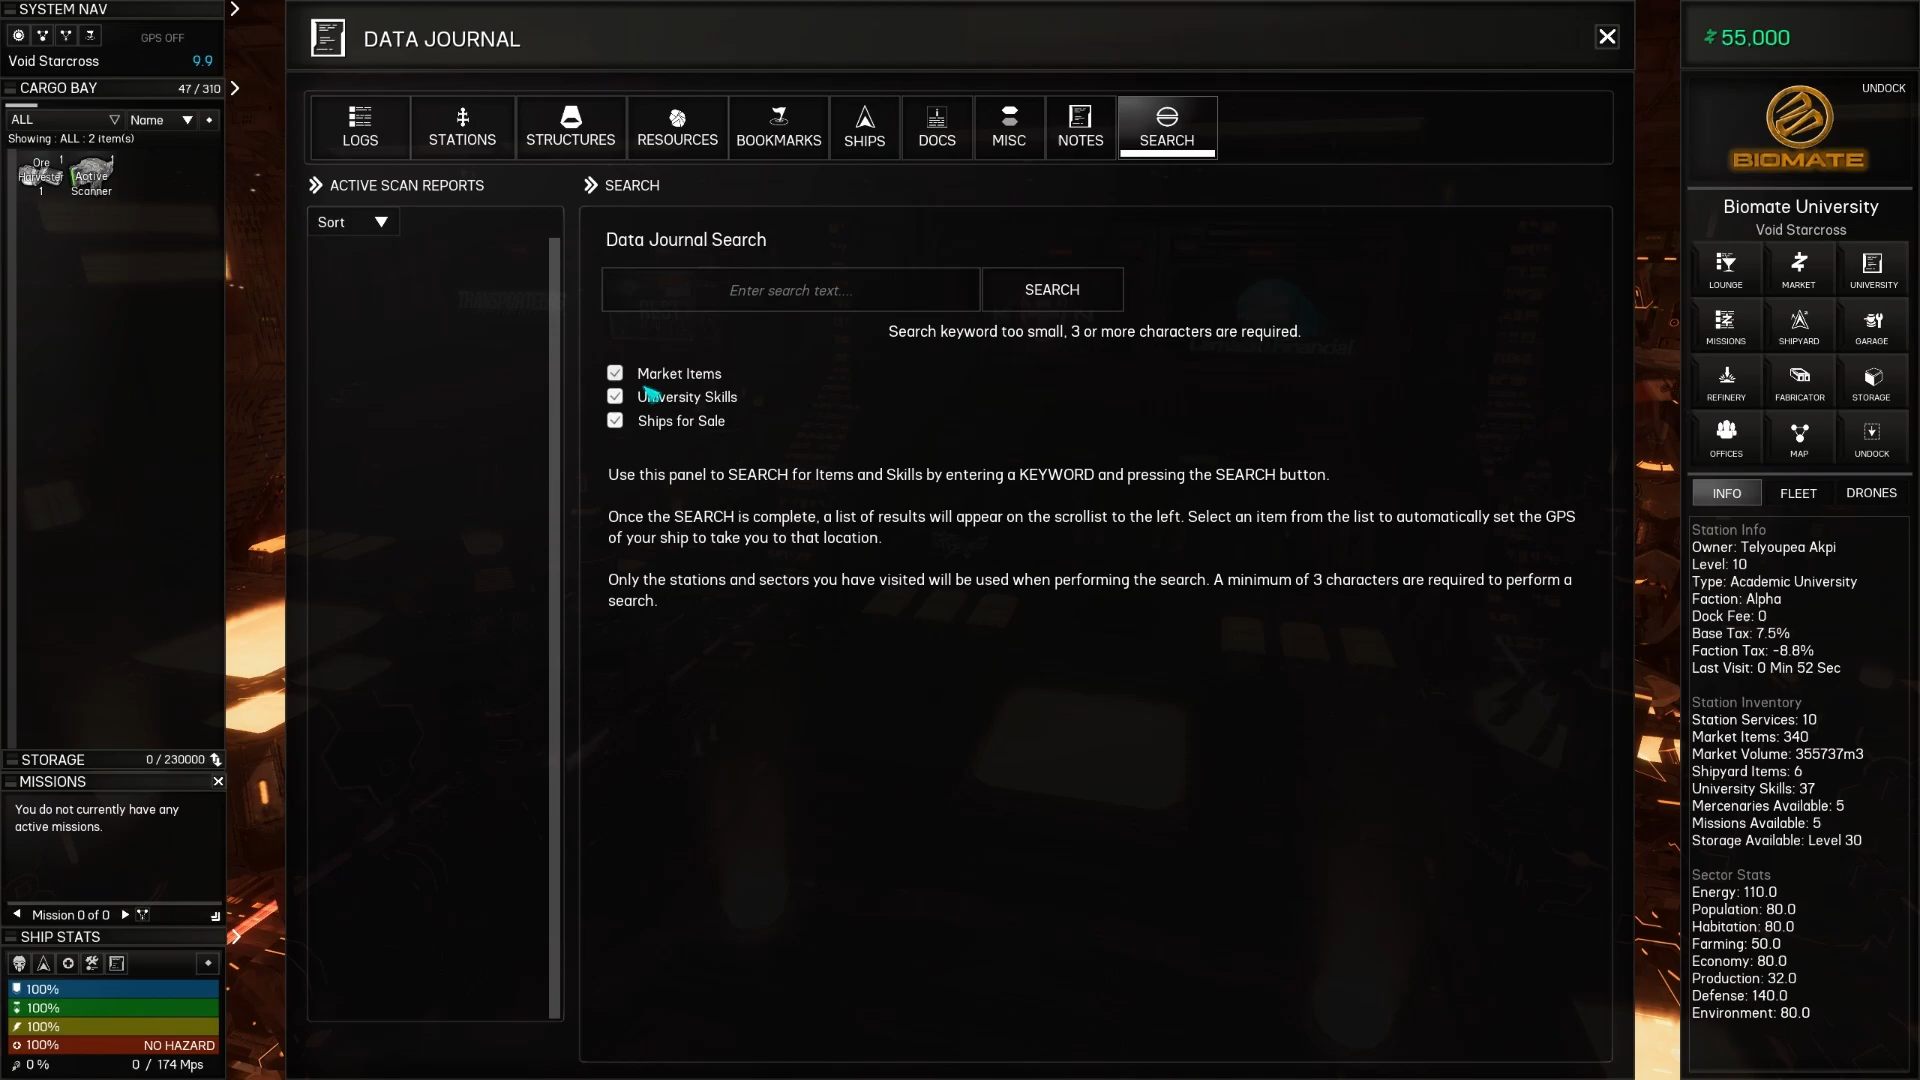 SYSTEM NAV
GPS OFF
Void Starcross 9.9
CARGO BAY 47 / 310
ALL Name
Showing : ALL : 2 item(s)
Ore Harvester 1
1
Active Scanner 1
STORAGE 0 / 230000
MISSIONS
You do not currently have any
active missions.
Mission 0 of 0
SHIP STATS
100%
100%
100%
100% NO HAZARD
0 % 0 / 174 Mps
DATA JOURNAL
LOGS STATIONS STRUCTURES RESOURCES BOOKMARKS SHIPS DOCS MISC NOTES SEARCH
ACTIVE SCAN REPORTS
Sort
SEARCH
Data Journal Search
Enter search text.... SEARCH
Search keyword too small, 3 or more characters are required.
Market Items
University Skills
Ships for Sale
Use this panel to SEARCH for Items and Skills by entering a KEYWORD and pressing the SEARCH button.
Once the SEARCH is complete, a list of results will appear on the scrollist to the left. Select an item from the list to automatically set the GPS
of your ship to take you to that location.
Only the stations and sectors you have visited will be used when performing the search. A minimum of 3 characters are required to perform a
search.
55,000
UNDOCK
BIOMATE
Biomate University
Void Starcross
LOUNGE MARKET UNIVERSITY
MISSIONS SHIPYARD GARAGE
REFINERY FABRICATOR STORAGE
OFFICES MAP UNDOCK
INFO FLEET DRONES
Station Info
Owner: Telyoupea Akpi
Level: 10
Type: Academic University
Faction: Alpha
Dock Fee: 0
Base Tax: 7.5%
Faction Tax: -8.8%
Last Visit: 0 Min 52 Sec
Station Inventory
Station Services: 10
Market Items: 340
Market Volume: 355737m3
Shipyard Items: 6
University Skills: 37
Mercenaries Available: 5
Missions Available: 5
Storage Available: Level 30
Sector Stats
Energy: 110.0
Population: 80.0
Habitation: 80.0
Farming: 50.0
Economy: 80.0
Production: 32.0
Defense: 140.0
Environment: 80.0